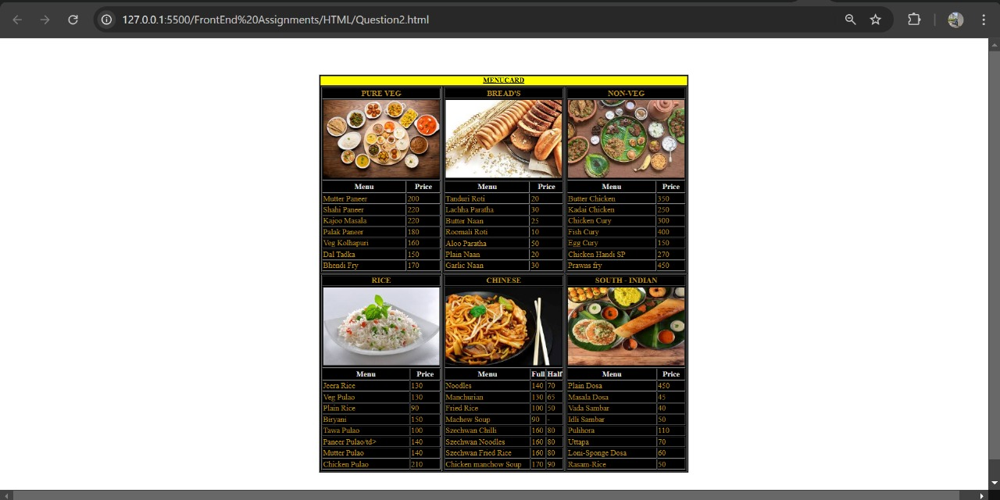 127.0.0.1:5500/FrontEnd%20Assignments/HTML/Question2.html
MENUCARD
PURE VEG BREAD'S NON-VEG
Menu Price Menu Price Menu Price
Mutter Paneer 200 Tanduri Roti 20 Butter Chicken 350
Shahi Paneer 220 Lachha Paratha 30 Kadai Chicken 250
Kajoo Masala 220 Butter Naan 25 Chicken Cury 300
Palak Paneer 180 Roomali Roti 10 Fish Cury 400
Veg Kolhapuri 160 Aloo Paratha 50 Egg Cury 150
Dal Tadka 150 Plain Naan 20 Chicken Handi SP 270
Bhendi Fry 170 Garlic Naan 30 Prawns fry 450
RICE CHINESE SOUTH - INDIAN
Menu Price Menu Full Half Menu Price
Jeera Rice 130 Noodles 140 70 Plain Dosa 450
Veg Pulao 130 Manchurian 130 65 Masala Dosa 45
Plain Rice 90 Fried Rice 100 50 Vada Sambar 40
Biryani 150 Machew Soup 90 - Idli Sambar 50
Tawa Pulao 100 Szechwan Chilli 160 80 Pulihora 110
Paneer Pulao/td> 140 Szechwan Noodles 160 80 Uttapa 70
Mutter Pulao 140 Szechwan Fried Rice 160 80 Loni-Sponge Dosa 60
Chicken Pulao 210 Chicken manchow Soup 170 90 Rasam-Rice 50